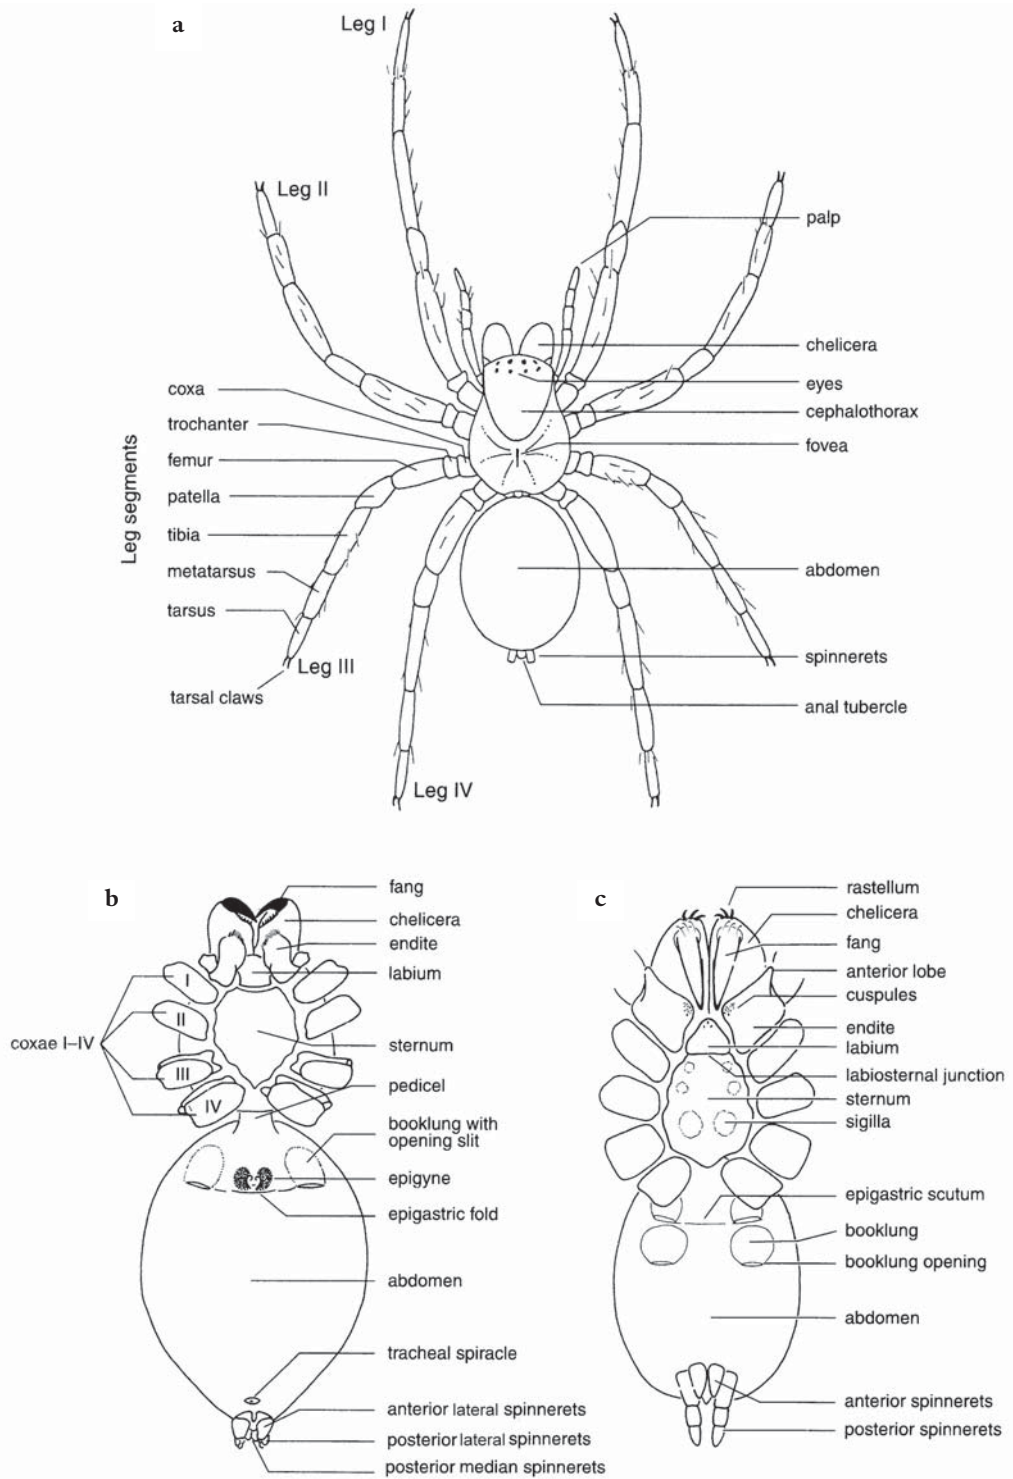 a
Leg I
Leg II
palp
chelicera
eyes
cephalothorax
fovea
coxa
trochanter
femur
patella
tibia
metatarsus
tarsus
Leg segments
Leg III
tarsal claws
abdomen
spinnerets
anal tubercle
Leg IV
b
fang
chelicera
endite
labium
I
II
III
IV
coxae I–IV
sternum
pedicel
booklung with
opening slit
epigyne
epigastric fold
abdomen
tracheal spiracle
anterior lateral spinnerets
posterior lateral spinnerets
posterior median spinnerets
c
rastellum
chelicera
fang
anterior lobe
cuspules
endite
labium
labiosternal junction
sternum
sigilla
epigastric scutum
booklung
booklung opening
abdomen
anterior spinnerets
posterior spinnerets